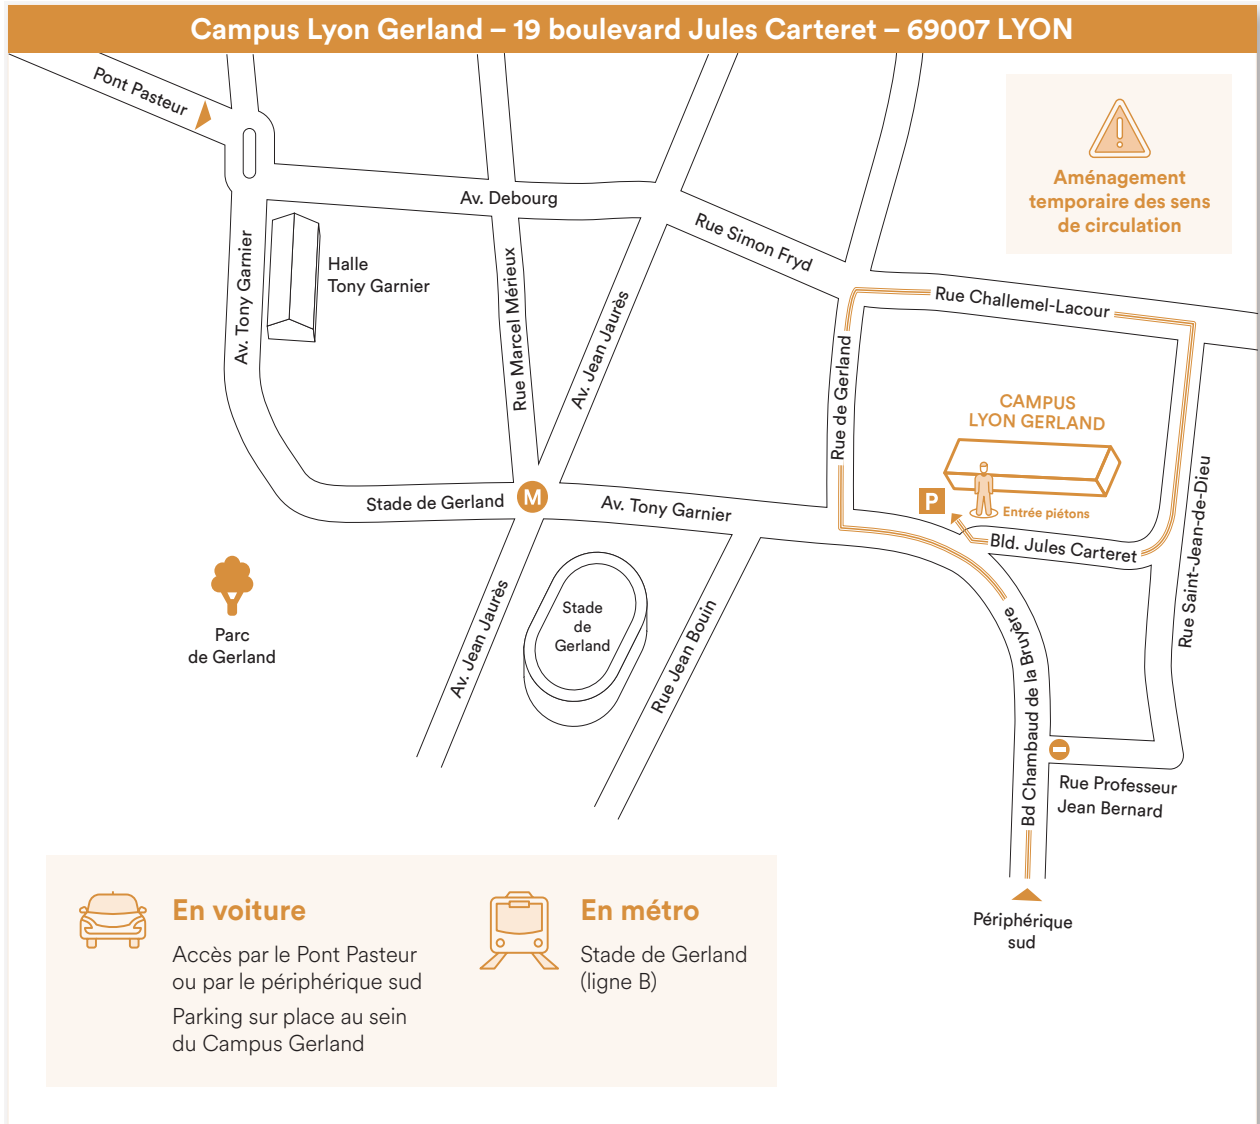 Campus Lyon Gerland – 19 boulevard Jules Carteret – 69007 LYON
Pont Pasteur
Aménagement
temporaire des sens
de circulation
Av. Debourg
Rue Simon Fryd
Av. Tony Garnier
Halle
Tony Garnier
Rue Marcel Mérieux
Av. Jean Jaurès
Rue Challemel-Lacour
Rue de Gerland
CAMPUS
LYON GERLAND
P
Entrée piétons
Bld. Jules Carteret
Rue Saint-Jean-de-Dieu
Stade de Gerland
M
Av. Tony Garnier
Parc
de Gerland
Av. Jean Jaurès
Stade
de
Gerland
Rue Jean Bouin
Bd Chambaud de la Bruyère
Rue Professeur
Jean Bernard
Périphérique
sud
En voiture
Accès par le Pont Pasteur
ou par le périphérique sud
Parking sur place au sein
du Campus Gerland
En métro
Stade de Gerland
(ligne B)